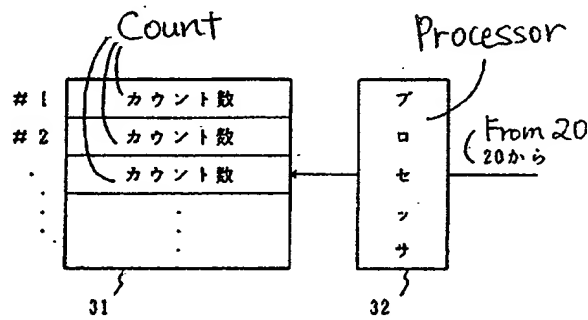 Count
Processor
#1 カウント数
#2 カウント数
カウント数
プロセッサ
From 20
20から
31
32